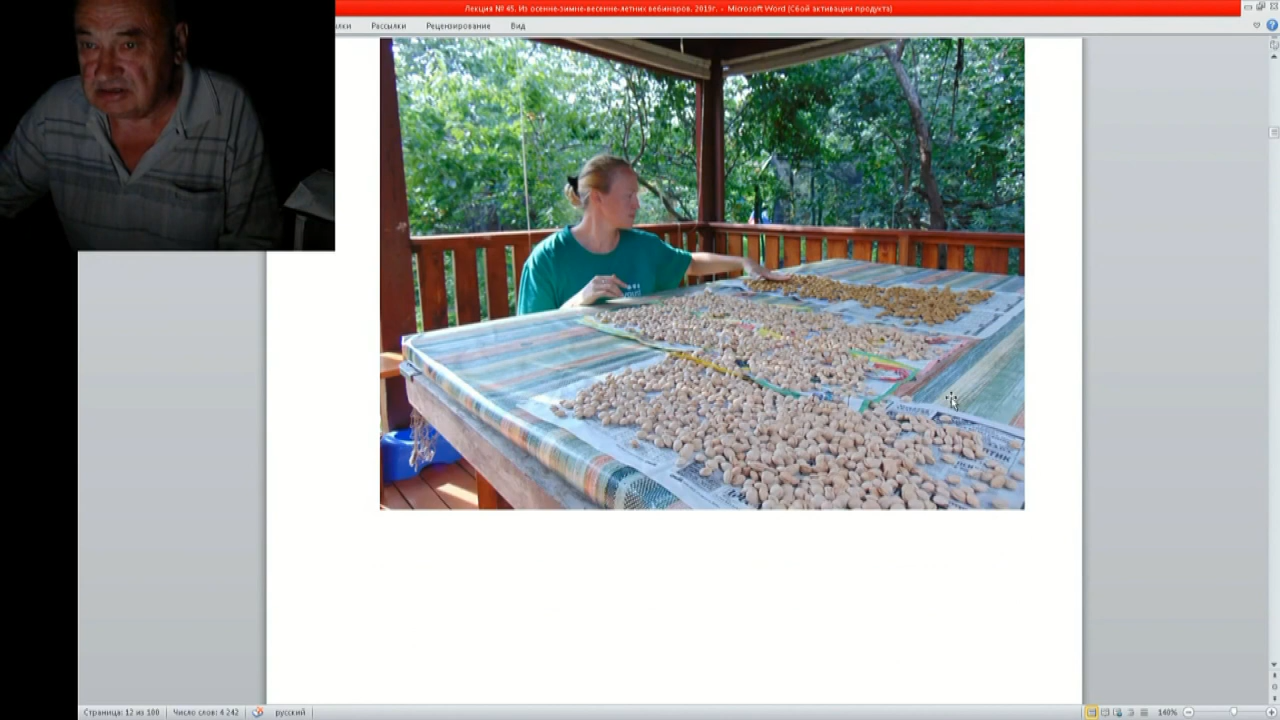 Лекция № 45. Из осенне-зимне-весенне-летних вебинаров. 2019г. - Microsoft Word (Сбой активации продукта)
Рассылки Рецензирование Вид
Страница: 12 из 100 Число слов: 4 242 русский 140%